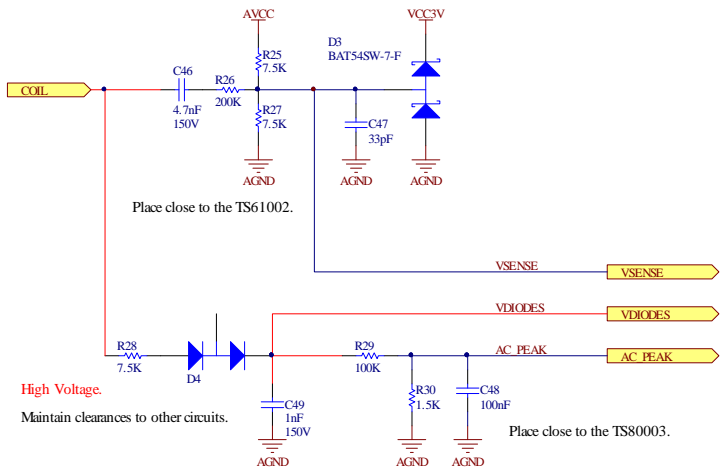 AVCC
VCC3V
D3
BAT54SW-7-F
R25
7.5K
C46
4.7nF
150V
R26
200K
COIL
R27
7.5K
C47
33pF
AGND
AGND
AGND
Place close to the TS61002.
VSENSE
VSENSE
VDIODES
VDIODES
R28
7.5K
D4
R29
100K
AC_PEAK
AC_PEAK
High Voltage.
Maintain clearances to other circuits.
C49
1nF
150V
R30
1.5K
C48
100nF
Place close to the TS80003.
AGND
AGND
AGND